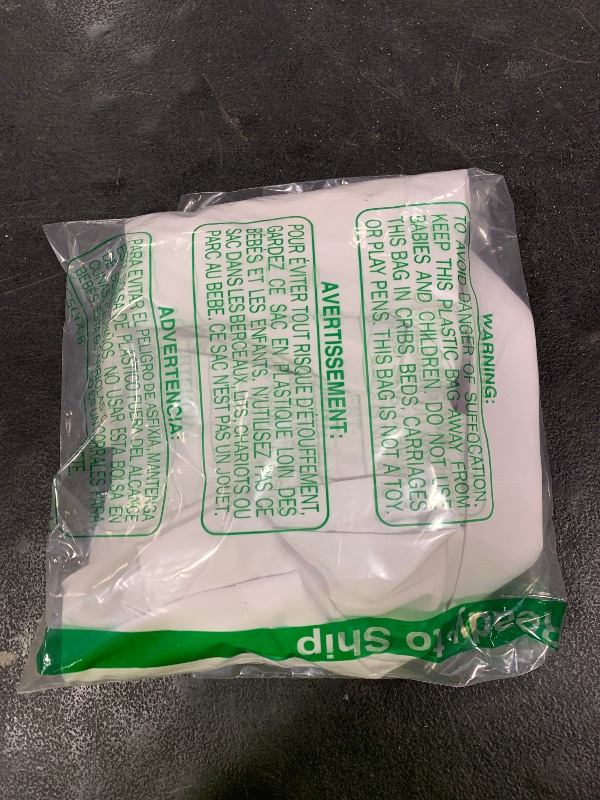 WARNING:
TO AVOID DANGER OF SUFFOCATION,
KEEP THIS PLASTIC BAG AWAY FROM
BABIES AND CHILDREN. DO NOT USE
THIS BAG IN CRIBS, BEDS, CARRIAGES
OR PLAY PENS. THIS BAG IS NOT A TOY.
AVERTISSEMENT:
POUR ÉVITER TOUT RISQUE D'ÉTOUFFEMENT,
GARDEZ CE SAC EN PLASTIQUE LOIN DES
BÉBÉS ET LES ENFANTS. N'UTILISEZ PAS CE
SAC DANS LES BERCEAUX, LITS, CHARIOTS OU
PARC AU BEBE. CE SAC N'EST PAS UN JOUET.
ADVERTENCIA:
PARA EVITAR EL PELIGRO DE ASFIXIA, MANTENGA
BOLSA DE PLASTICO FUERA DEL ALCANCE
NO USAR ESTA BOLSA EN
CORRALES PARA
BEBES
Ready to Ship